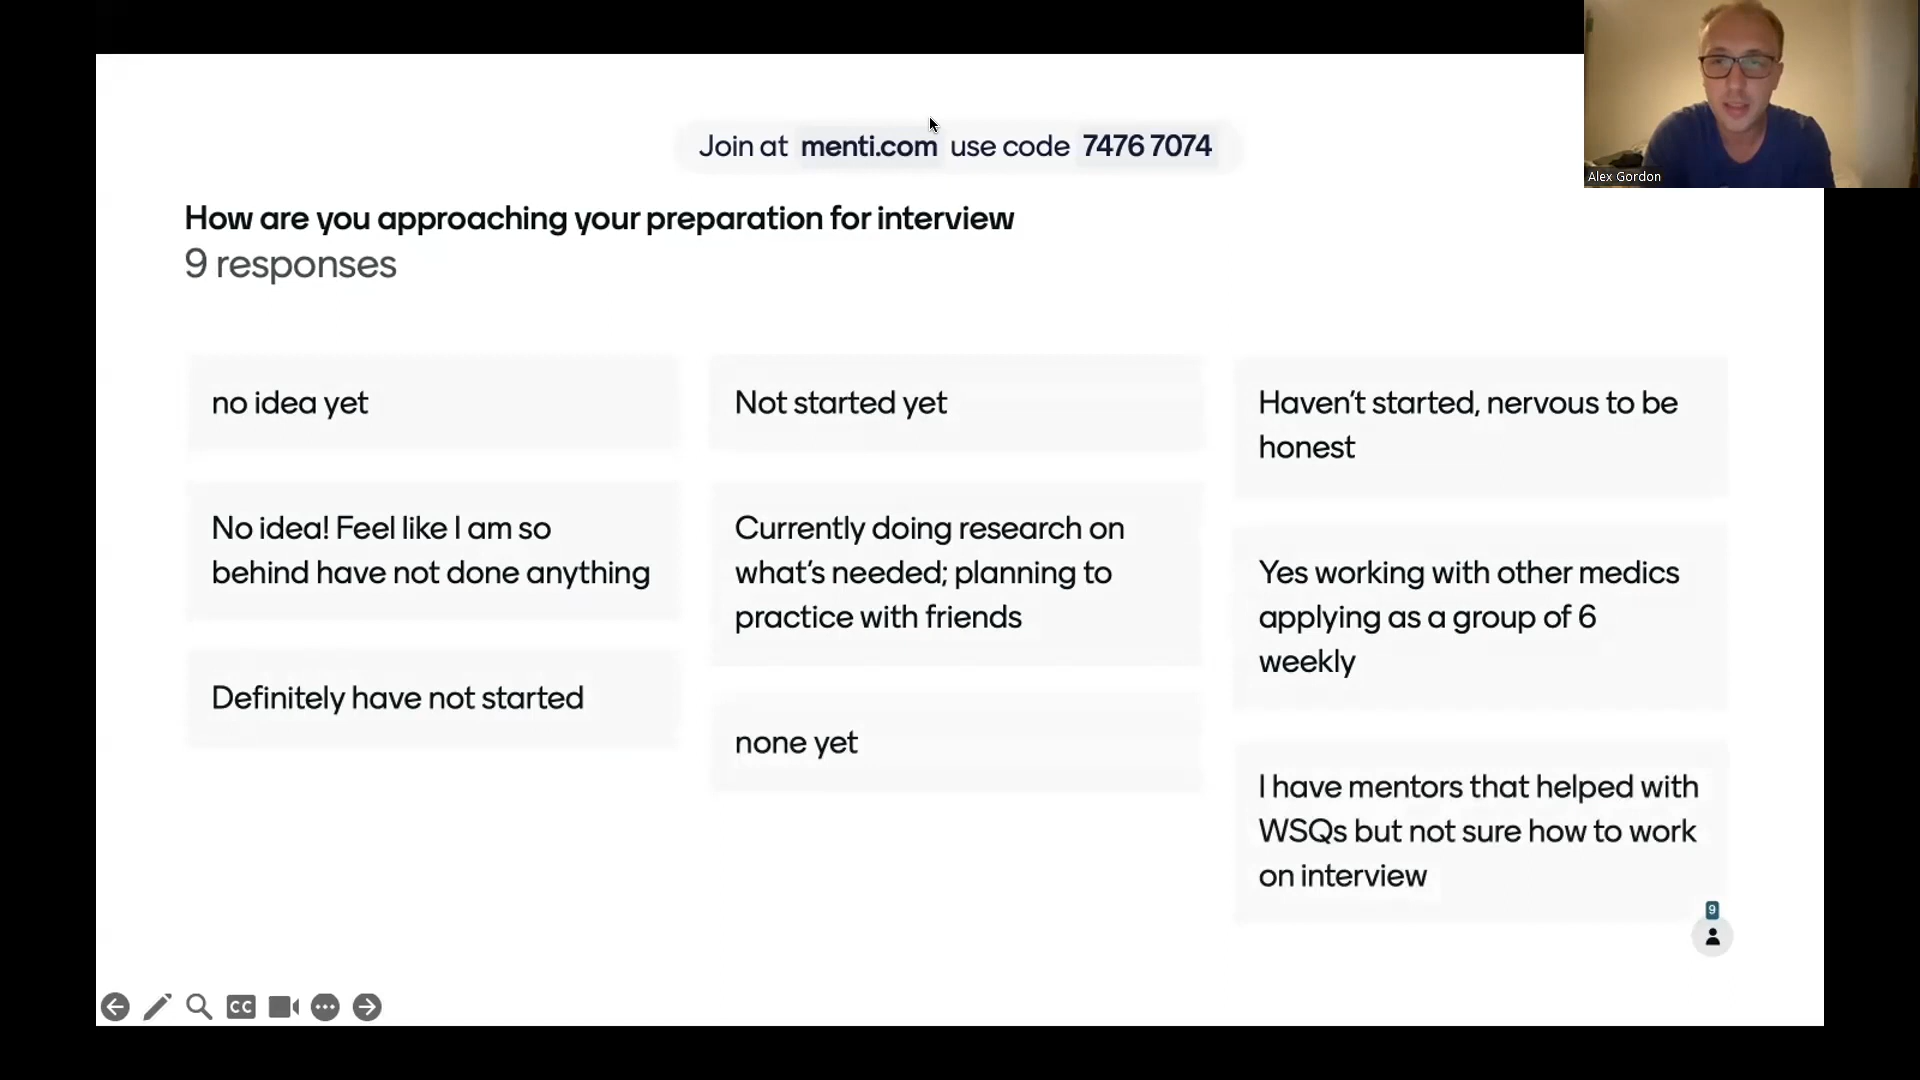 Join at menti.com use code 7476 7074
Alex Gordon
How are you approaching your preparation for interview
9 responses
no idea yet
No idea! Feel like I am so
behind have not done anything
Definitely have not started
Not started yet
Currently doing research on
what's needed; planning to
practice with friends
none yet
Haven't started, nervous to be
honest
Yes working with other medics
applying as a group of 6
weekly
I have mentors that helped with
WSQs but not sure how to work
on interview
9
CC